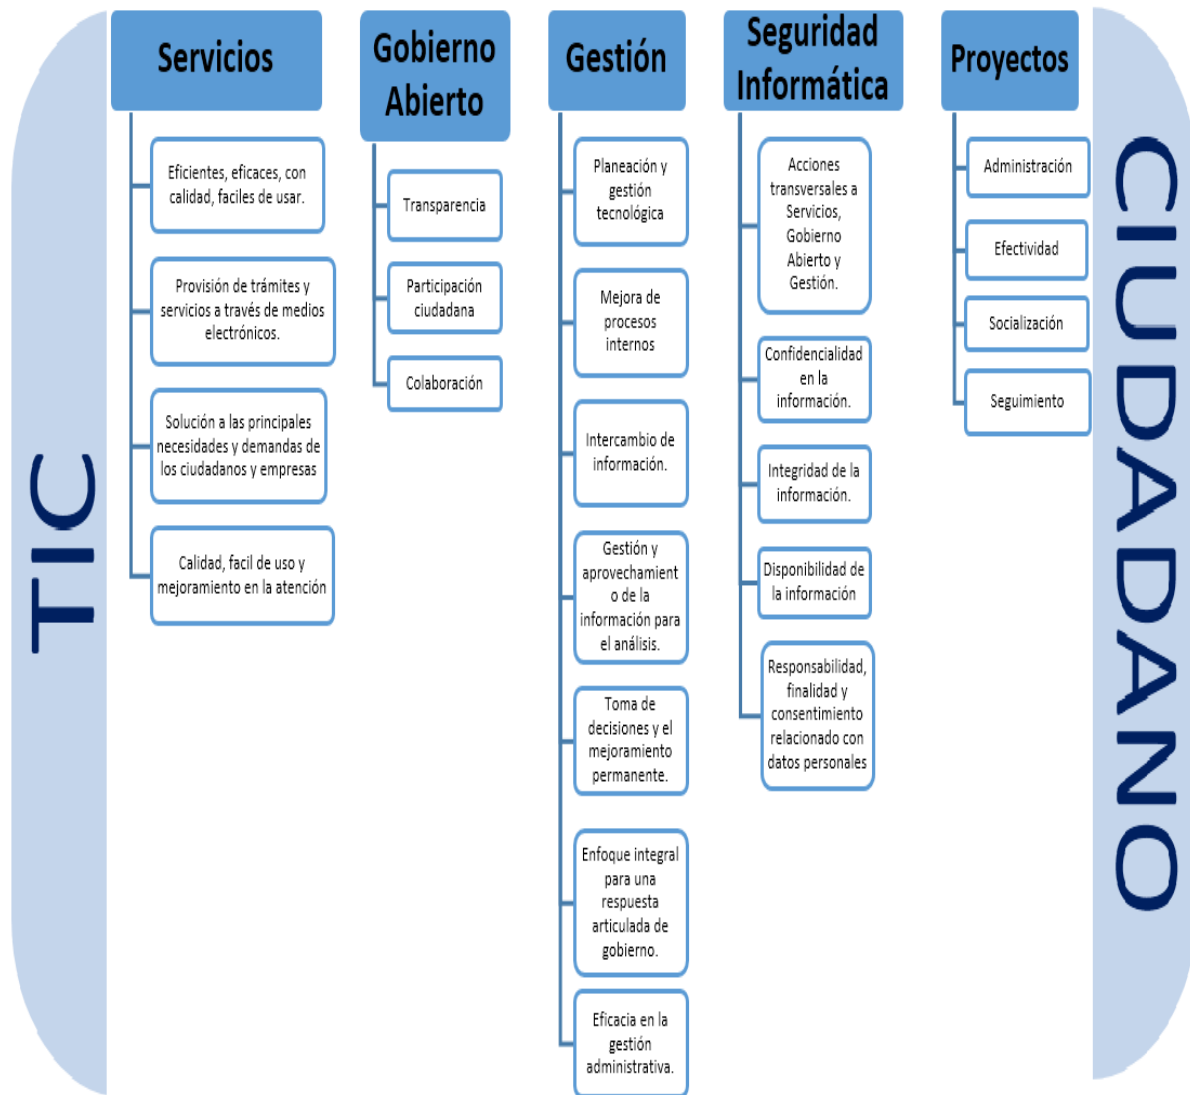 TIC
Servicios
Eficientes, eficaces, con
calidad, faciles de usar.
Provisión de trámites y
servicios a través de medios
electrónicos.
Solución a las principales
necesidades y demandas de
los ciudadanos y empresas
Calidad, facil de uso y
mejoramiento en la atención
Gobierno
Abierto
Transparencia
Participación
ciudadana
Colaboración
Gestión
Planeación y
gestión
tecnológica
Mejora de
procesos
internos
Intercambio de
información.
Gestión y
aprovechamient
o de la
información para
el análisis.
Toma de
decisiones y el
mejoramiento
permanente.
Enfoque integral
para una
respuesta
articulada de
gobierno.
Eficacia en la
gestión
administrativa.
Seguridad
Informática
Acciones
transversales a
Servicios,
Gobierno
Abierto y
Gestión.
Confidencialidad
en la
información.
Integridad de la
información.
Disponibilidad de
la información
Responsabilidad,
finalidad y
consentimiento
relacionado con
datos personales
Proyectos
Administración
Efectividad
Socialización
Seguimiento
CIUDADANO